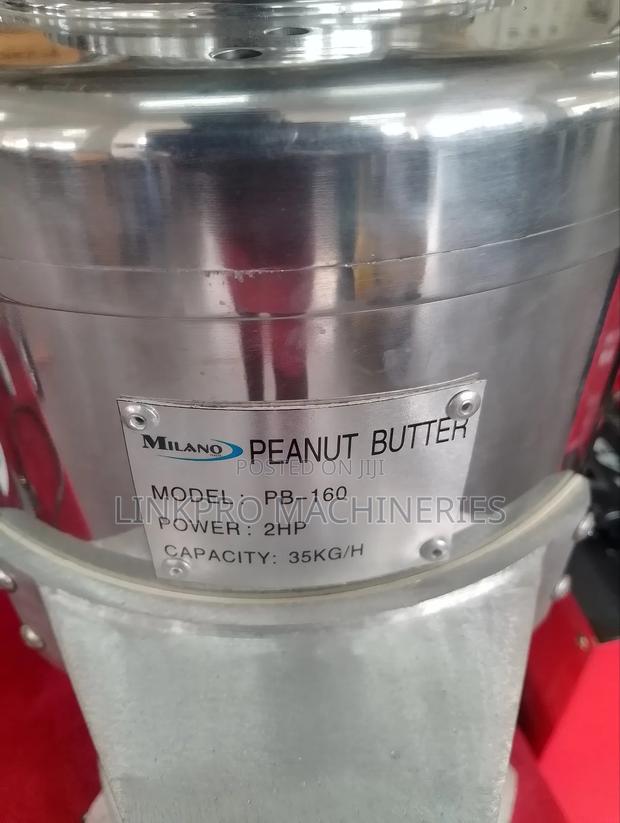 MILANO PEANUT BUTTER
POSTED ON JIJI
MODEL: PB-160
LINKPRO MACHINERIES
POWER: 2HP
CAPACITY: 35KG/H